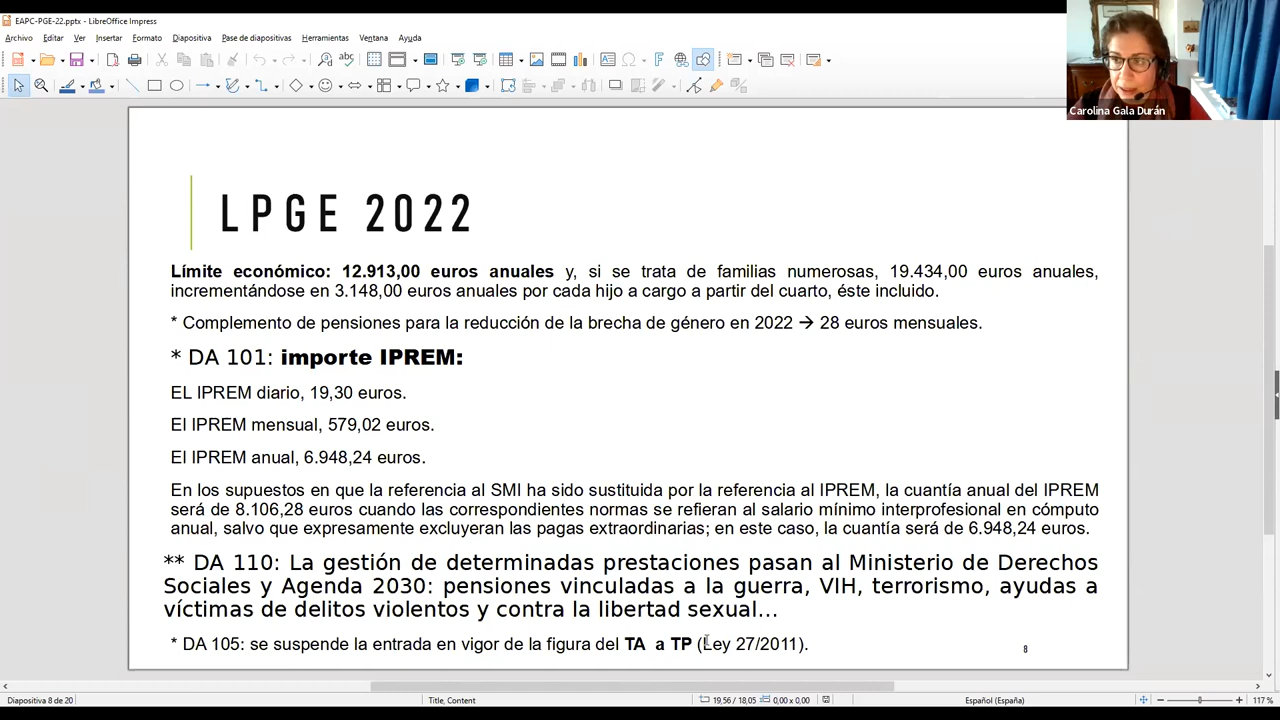 EAPC-PGE-22.pptx - LibreOffice Impress
Archivo Editar Ver Insertar Formato Diapositiva Pase de diapositivas Herramientas Ventana Ayuda
Carolina Gala Durán
LPGE 2022
Límite económico: 12.913,00 euros anuales y, si se trata de familias numerosas, 19.434,00 euros anuales,
incrementándose en 3.148,00 euros anuales por cada hijo a cargo a partir del cuarto, éste incluido.
* Complemento de pensiones para la reducción de la brecha de género en 2022 → 28 euros mensuales.
* DA 101: importe IPREM:
EL IPREM diario, 19,30 euros.
El IPREM mensual, 579,02 euros.
El IPREM anual, 6.948,24 euros.
En los supuestos en que la referencia al SMI ha sido sustituida por la referencia al IPREM, la cuantía anual del IPREM
será de 8.106,28 euros cuando las correspondientes normas se refieran al salario mínimo interprofesional en cómputo
anual, salvo que expresamente excluyeran las pagas extraordinarias; en este caso, la cuantía será de 6.948,24 euros.
** DA 110: La gestión de determinadas prestaciones pasan al Ministerio de Derechos
Sociales y Agenda 2030: pensiones vinculadas a la guerra, VIH, terrorismo, ayudas a
víctimas de delitos violentos y contra la libertad sexual...
* DA 105: se suspende la entrada en vigor de la figura del TA a TP (Ley 27/2011).
8
Diapositiva 8 de 20 Title, Content 19,56 / 18,05 0,00 x 0,00 Español (España) 117 %